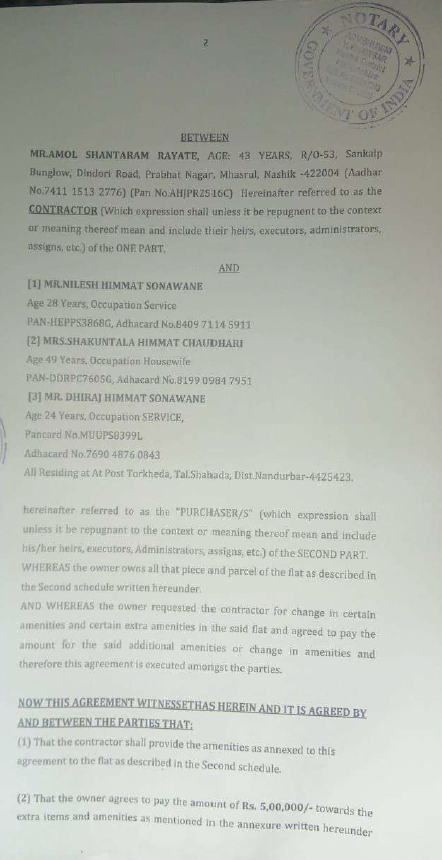 2
NOTARY
GOVERNMENT OF INDIA
BETWEEN
MR.AMOL SHANTARAM RAYATE, AGE: 43 YEARS, R/O-53, Sankalp
Bunglow, Dindori Road, Prabhat Nagar, Mhasrul, Nashik -422004 (Aadhar
No.7411 1513 2776) (Pan No.AHJPR2516C) Hereinafter referred to as the
CONTRACTOR (Which expression shall unless it be repugnent to the context
or meaning thereof mean and include their heirs, executors, administrators,
assigns, etc.) of the ONE PART.
AND
[1] MR.NILESH HIMMAT SONAWANE
Age 28 Years, Occupation Service
PAN-HEPPS3868G, Adhacard No.8409 7114 5911
[2] MRS.SHAKUNTALA HIMMAT CHAUDHARI
Age 49 Years, Occupation Housewife
PAN-DDRPC7605G, Adhacard No.8199 0984 7951
[3] MR. DHIRAJ HIMMAT SONAWANE
Age 24 Years, Occupation SERVICE,
Pancard No.MUUPS8399L
Adhacard No.7690 4876 0843
All Residing at At Post Torkheda, Tal.Shahada, Dist.Nandurbar-4425423.
hereinafter referred to as the "PURCHASER/S" (which expression shall
unless it be repugnant to the context or meaning thereof mean and include
his/her heirs, executors, Administrators, assigns, etc.) of the SECOND PART.
WHEREAS the owner owns all that piece and parcel of the flat as described in
the Second schedule written hereunder.
AND WHEREAS the owner requested the contractor for change in certain
amenities and certain extra amenities in the said flat and agreed to pay the
amount for the said additional amenities or change in amenities and
therefore this agreement is executed amongst the parties.
NOW THIS AGREEMENT WITNESSETHAS HEREIN AND IT IS AGREED BY
AND BETWEEN THE PARTIES THAT:
(1) That the contractor shall provide the amenities as annexed to this
agreement to the flat as described in the Second schedule.
(2) That the owner agrees to pay the amount of Rs. 5,00,000/- towards the
extra items and amenities as mentioned in the annexure written hereunder